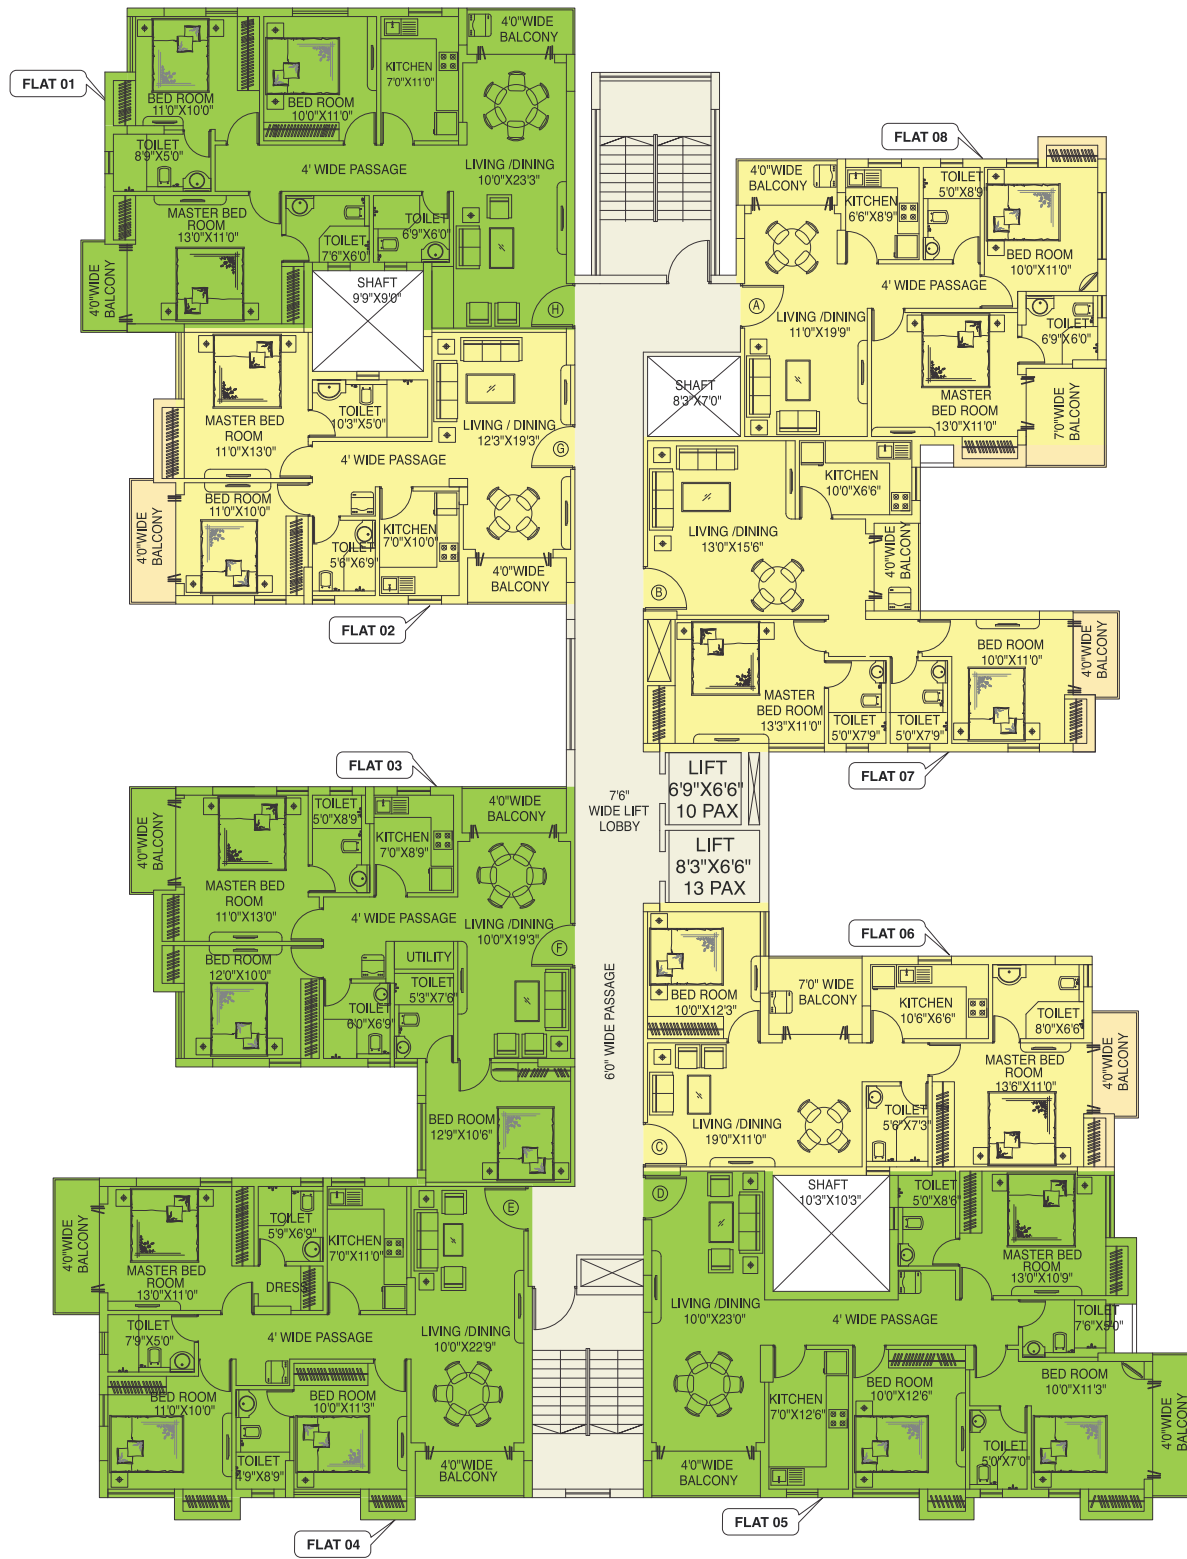 FLAT 01
BED ROOM
11'0"X10'0"
BED ROOM
10'0"X11'0"
KITCHEN
7'0"X11'0"
4'0"WIDE
BALCONY
TOILET
8'9"X5'0"
4' WIDE PASSAGE
LIVING /DINING
10'0"X23'3"
MASTER BED
ROOM
13'0"X11'0"
TOILET
7'6"X6'0"
TOILET
6'9"X6'0"
4'0"WIDE
BALCONY
SHAFT
9'9"X9'0"
H
FLAT 08
4'0"WIDE
BALCONY
KITCHEN
6'6"X8'9"
TOILET
5'0"X8'9"
BED ROOM
10'0"X11'0"
4' WIDE PASSAGE
A
LIVING /DINING
11'0"X19'9"
TOILET
6'9"X6'0"
MASTER
BED ROOM
13'0"X11'0"
7'0"WIDE
BALCONY
SHAFT
8'3"X7'0"
MASTER BED
ROOM
11'0"X13'0"
TOILET
10'3"X5'0"
LIVING / DINING
12'3"X19'3"
G
4' WIDE PASSAGE
BED ROOM
11'0"X10'0"
4'0"WIDE
BALCONY
TOILET
5'6"X6'9"
KITCHEN
7'0"X10'0"
4'0"WIDE
BALCONY
FLAT 02
KITCHEN
10'0"X6'6"
LIVING /DINING
13'0"X15'6"
4'0"WIDE
BALCONY
B
BED ROOM
10'0"X11'0"
4'0"WIDE
BALCONY
MASTER
BED ROOM
13'3"X11'0"
TOILET
5'0"X7'9"
TOILET
5'0"X7'9"
FLAT 07
FLAT 03
LIFT
6'9"X6'6"
10 PAX
7'6"
WIDE LIFT
LOBBY
LIFT
8'3"X6'6"
13 PAX
4'0"WIDE
BALCONY
TOILET
5'0"X8'9"
KITCHEN
7'0"X8'9"
4'0"WIDE
BALCONY
MASTER BED
ROOM
11'0"X13'0"
4' WIDE PASSAGE
LIVING /DINING
10'0"X19'3"
F
BED ROOM
12'0"X10'0"
UTILITY
TOILET
5'3"X7'6"
TOILET
6'0"X6'9"
BED ROOM
12'9"X10'6"
6'0" WIDE PASSAGE
FLAT 06
BED ROOM
10'0"X12'3"
7'0" WIDE
BALCONY
KITCHEN
10'6"X6'6"
TOILET
8'0"X6'6"
MASTER BED
ROOM
13'6"X11'0"
4'0"WIDE
BALCONY
LIVING /DINING
19'0"X11'0"
TOILET
5'6"X7'3"
C
D
SHAFT
10'3"X10'3"
TOILET
5'0"X8'6"
MASTER BED
ROOM
13'0"X10'9"
4'0"WIDE
BALCONY
MASTER BED
ROOM
13'0"X11'0"
TOILET
5'9"X6'9"
KITCHEN
7'0"X11'0"
DRESS
E
LIVING /DINING
10'0"X22'9"
TOILET
7'9"X5'0"
4' WIDE PASSAGE
BED ROOM
11'0"X10'0"
BED ROOM
10'0"X11'3"
TOILET
4'9"X8'9"
4'0"WIDE
BALCONY
FLAT 04
LIVING /DINING
10'0"X23'0"
4' WIDE PASSAGE
TOILET
7'6"X5'0"
KITCHEN
7'0"X12'6"
BED ROOM
10'0"X12'6"
BED ROOM
10'0"X11'3"
TOILET
5'0"X7'0"
4'0"WIDE
BALCONY
4'0"WIDE
BALCONY
FLAT 05